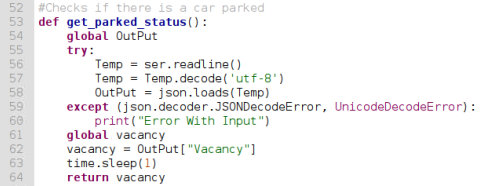 52 #Checks if there is a car parked
53 def get_parked_status():
54     global OutPut
55     try:
56         Temp = ser.readline()
57         Temp = Temp.decode('utf-8')
58         OutPut = json.loads(Temp)
59     except (json.decoder.JSONDecodeError, UnicodeDecodeError):
60         print("Error With Input")
61     global vacancy
62     vacancy = OutPut["Vacancy"]
63     time.sleep(1)
64     return vacancy